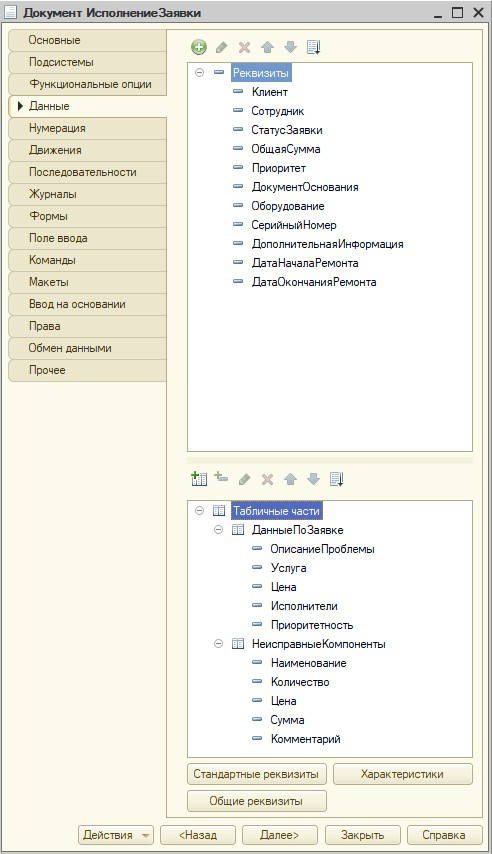 Документ ИсполнениеЗаявки
Основные
Подсистемы
Функциональные опции
Данные
Нумерация
Движения
Последовательности
Журналы
Формы
Поле ввода
Команды
Макеты
Ввод на основании
Права
Обмен данными
Прочее
Реквизиты
Клиент
Сотрудник
СтатусЗаявки
ОбщаяСумма
Приоритет
ДокументОснования
Оборудование
СерийныйНомер
ДополнительнаяИнформация
ДатаНачалаРемонта
ДатаОкончанияРемонта
Табличные части
ДанныеПоЗаявке
ОписаниеПроблемы
Услуга
Цена
Исполнители
Приоритетность
НеисправныеКомпоненты
Наименование
Количество
Цена
Сумма
Комментарий
Стандартные реквизиты
Характеристики
Общие реквизиты
Действия
<Назад
Далее>
Закрыть
Справка